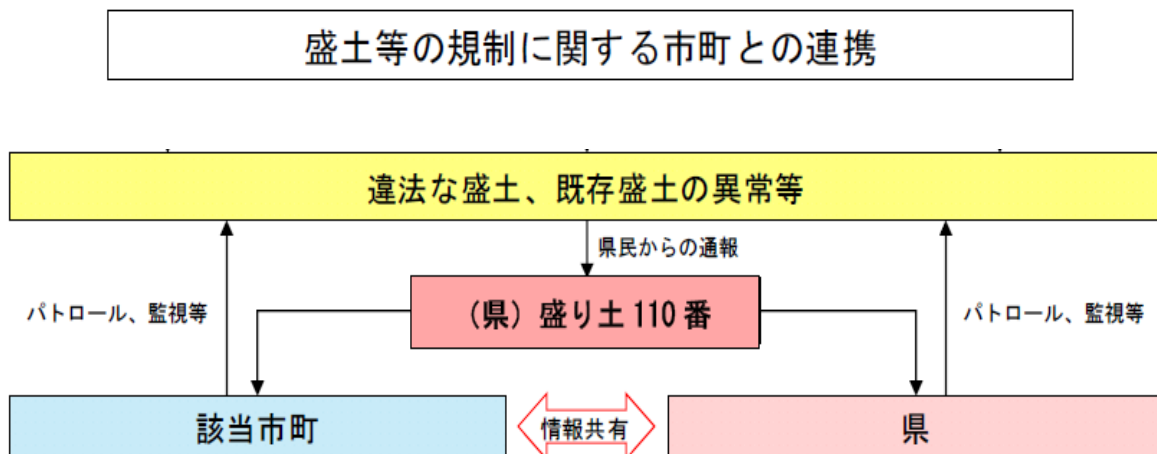 盛土等の規制に関する市町との連携
違法な盛土、既存盛土の異常等
県民からの通報
パトロール、監視等
(県)盛り土110番
パトロール、監視等
該当市町
情報共有
県